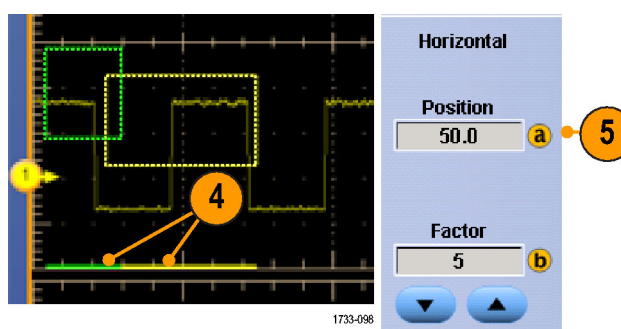 1
4
1733-098
Horizontal
Position
50.0 a
5
Factor
5 b